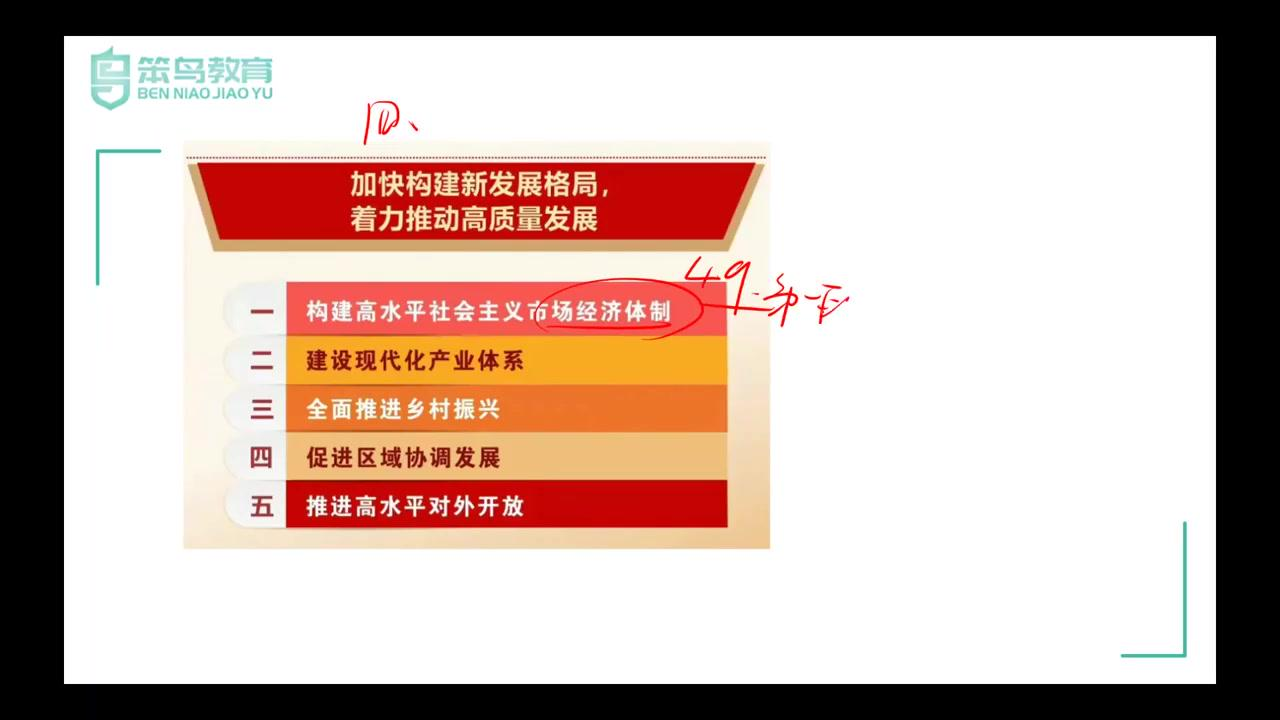 笨鸟教育
BEN NIAO JIAO YU
四、
加快构建新发展格局，
着力推动高质量发展
49.
一 构建高水平社会主义市场经济体制
二 建设现代化产业体系
三 全面推进乡村振兴
四 促进区域协调发展
五 推进高水平对外开放